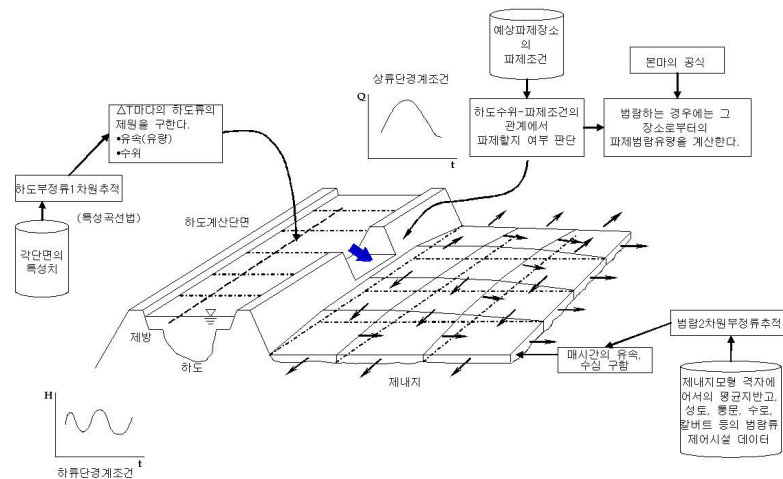 예상파제장소
의
파제조건
본마의 공식
상류단경계조건
Q
t
△T마다의 하도류의
제원을 구한다.
•유속(유량)
•수위
하도수위-파제조건의
관계에서
파제할지 여부 판단
범람하는 경우에는 그
장소로부터의
파제범람유량을 계산한다.
하도부정류1차원추적
(특성곡선법)
하도계산단면
각단면의
특성치
제방
하도
제내지
범람2차원부정류추적
매시간의 유속,
수심 구함
제내지모형 격자에
어서의 평균지반고,
성토, 통문, 수로,
칼버트 등의 범람류
제어시설 데이터
H
t
하류단경계조건